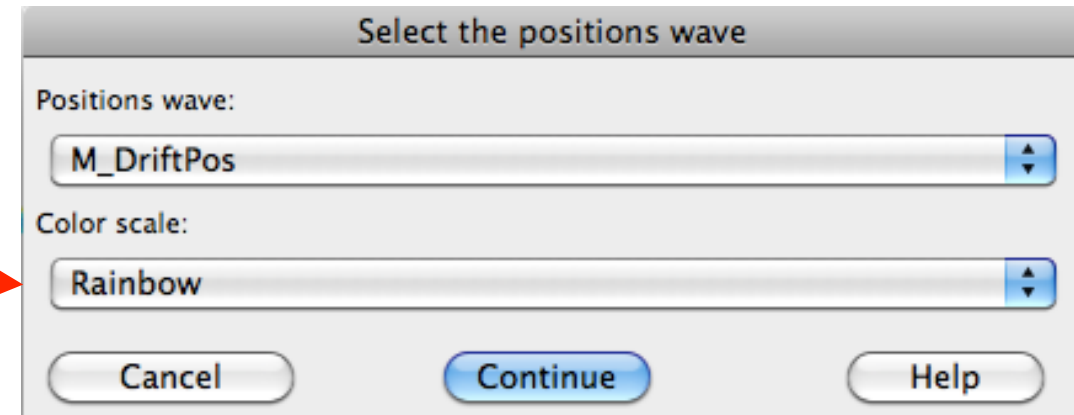 Select the positions wave
Positions wave:
M_DriftPos
Color scale:
Rainbow
Cancel Continue Help